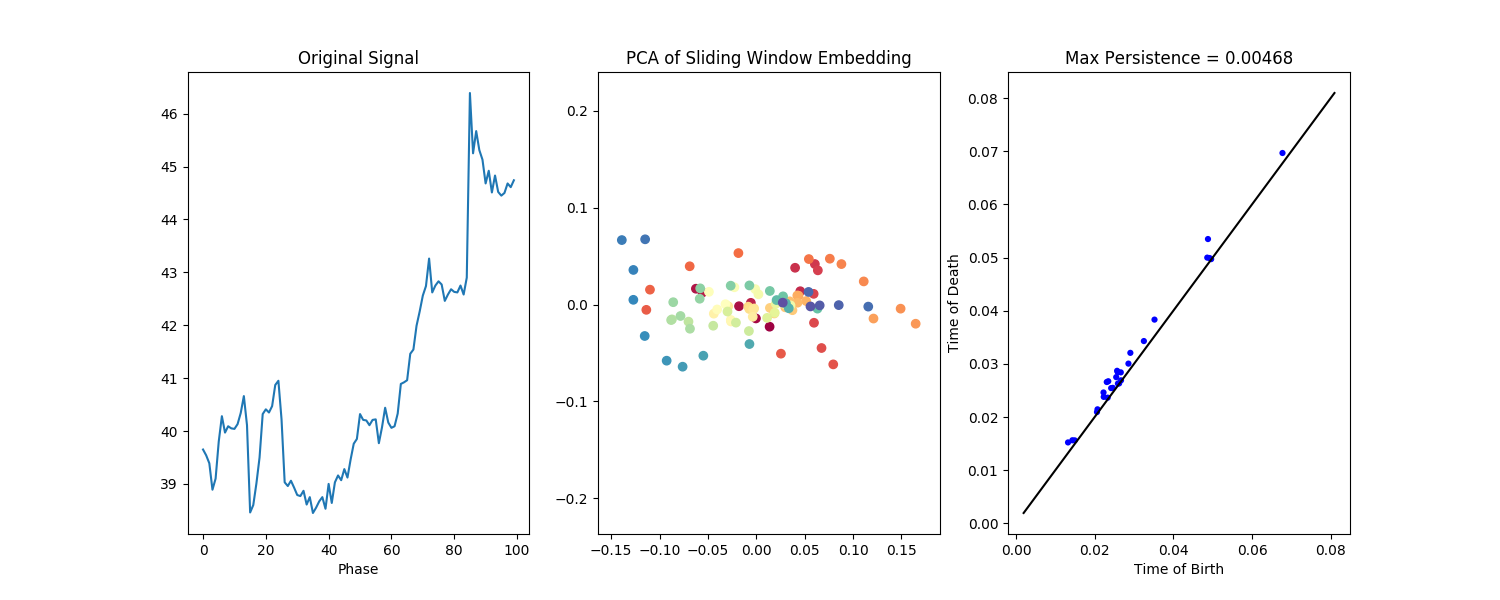 Original Signal
46
45
44
43
42
41
40
39
0 20 40 60 80 100
Phase
PCA of Sliding Window Embedding
0.2
0.1
0.0
−0.1
−0.2
−0.15 −0.10 −0.05 0.00 0.05 0.10 0.15
Max Persistence = 0.00468
Time of Death
0.08
0.07
0.06
0.05
0.04
0.03
0.02
0.01
0.00
0.00 0.02 0.04 0.06 0.08
Time of Birth